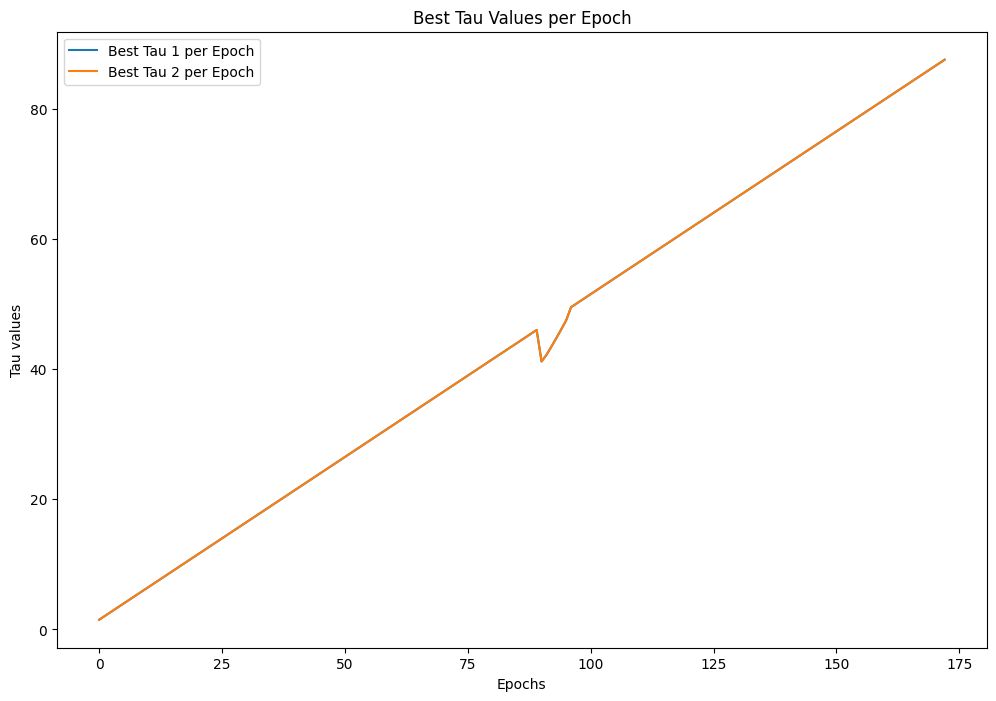 Best Tau Values per Epoch
Best Tau 1 per Epoch
Best Tau 2 per Epoch
Tau values
80
60
40
20
0
0 25 50 75 100 125 150 175
Epochs